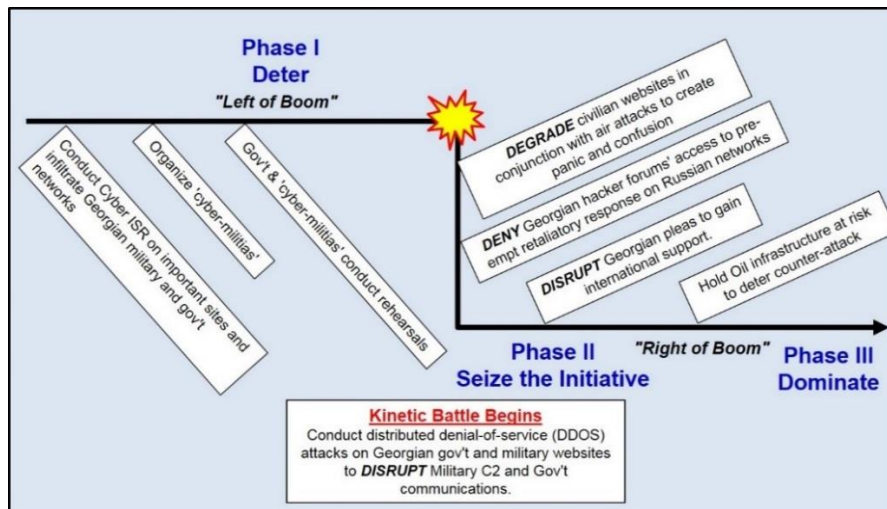 Phase I
Deter
"Left of Boom"
Conduct Cyber ISR on important sites and
infiltrate Georgian military and gov't
networks
Organize 'cyber-militias'
Gov't & 'cyber-militias' conduct rehearsals
DEGRADE civilian websites in
conjunction with air attacks to create
panic and confusion
DENY Georgian hacker forums' access to pre-
empt retaliatory response on Russian networks
DISRUPT Georgian pleas to gain
international support.
Hold Oil infrastructure at risk
to deter counter-attack
Phase II
Seize the Initiative
"Right of Boom"
Phase III
Dominate
Kinetic Battle Begins
Conduct distributed denial-of-service (DDOS)
attacks on Georgian gov't and military websites
to DISRUPT Military C2 and Gov't
communications.